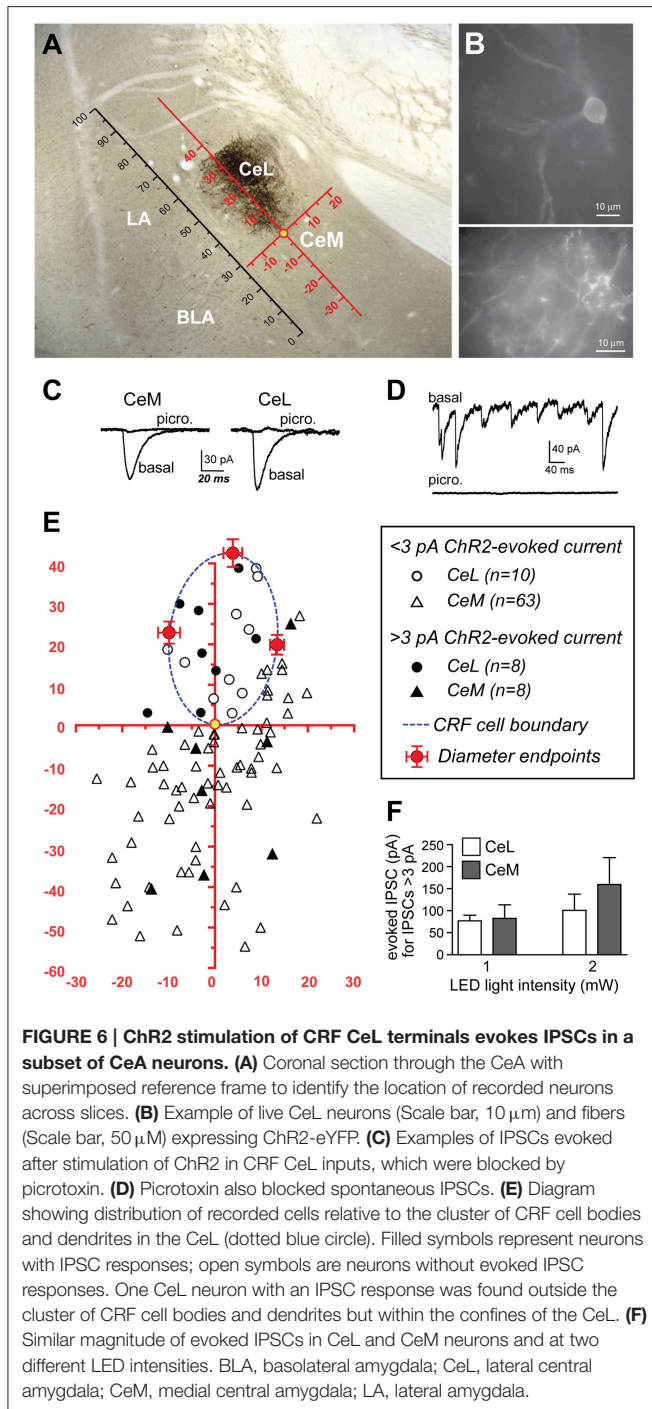 A
B
100
90
80
70
60
50
40
30
20
10
0
40
30
20
10
-10
-20
-30
20
10
-10
CeL
LA
CeM
BLA
10 µm
10 µm
C
CeM
CeL
picro.
picro.
basal
basal
30 pA
20 ms
D
basal
40 pA
40 ms
picro.
E
40
30
20
10
0
-10
-20
-30
-40
-50
-60
-30 -20 -10 0 10 20 30
<3 pA ChR2-evoked current
CeL (n=10)
CeM (n=63)
>3 pA ChR2-evoked current
CeL (n=8)
CeM (n=8)
CRF cell boundary
Diameter endpoints
F
evoked IPSC (pA)
for IPSCs >3 pA
250
200
150
100
50
0
CeL
CeM
1 2
LED light intensity (mW)
FIGURE 6 | ChR2 stimulation of CRF CeL terminals evokes IPSCs in a
subset of CeA neurons. (A) Coronal section through the CeA with
superimposed reference frame to identify the location of recorded neurons
across slices. (B) Example of live CeL neurons (Scale bar, 10 µm) and fibers
(Scale bar, 50 µM) expressing ChR2-eYFP. (C) Examples of IPSCs evoked
after stimulation of ChR2 in CRF CeL inputs, which were blocked by
picrotoxin. (D) Picrotoxin also blocked spontaneous IPSCs. (E) Diagram
showing distribution of recorded cells relative to the cluster of CRF cell bodies
and dendrites in the CeL (dotted blue circle). Filled symbols represent neurons
with IPSC responses; open symbols are neurons without evoked IPSC
responses. One CeL neuron with an IPSC response was found outside the
cluster of CRF cell bodies and dendrites but within the confines of the CeL. (F)
Similar magnitude of evoked IPSCs in CeL and CeM neurons and at two
different LED intensities. BLA, basolateral amygdala; CeL, lateral central
amygdala; CeM, medial central amygdala; LA, lateral amygdala.